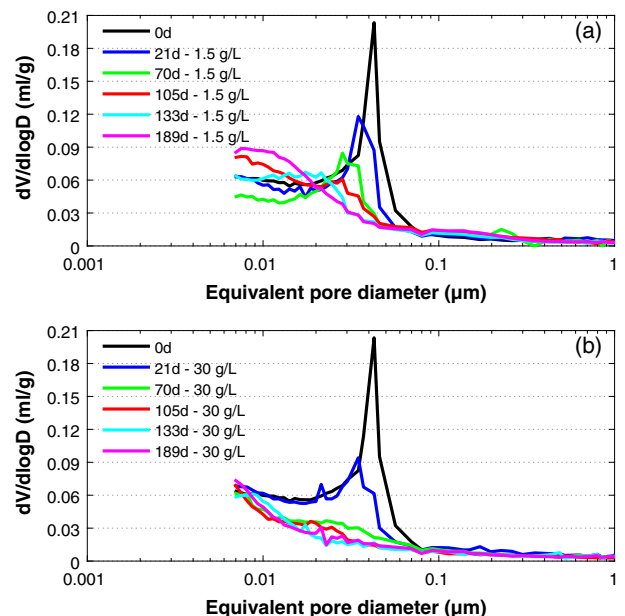 0.21
0.18
0.15
0.12
0.09
0.06
0.03
0
dV/dlogD (ml/g)
(a)
0d
21d - 1.5 g/L
70d - 1.5 g/L
105d - 1.5 g/L
133d - 1.5 g/L
189d - 1.5 g/L
0.001
0.01
0.1
1
Equivalent pore diameter (μm)
0.21
0.18
0.15
0.12
0.09
0.06
0.03
0
dV/dlogD (ml/g)
(b)
0d
21d - 30 g/L
70d - 30 g/L
105d - 30 g/L
133d - 30 g/L
189d - 30 g/L
0.001
0.01
0.1
1
Equivalent pore diameter (μm)